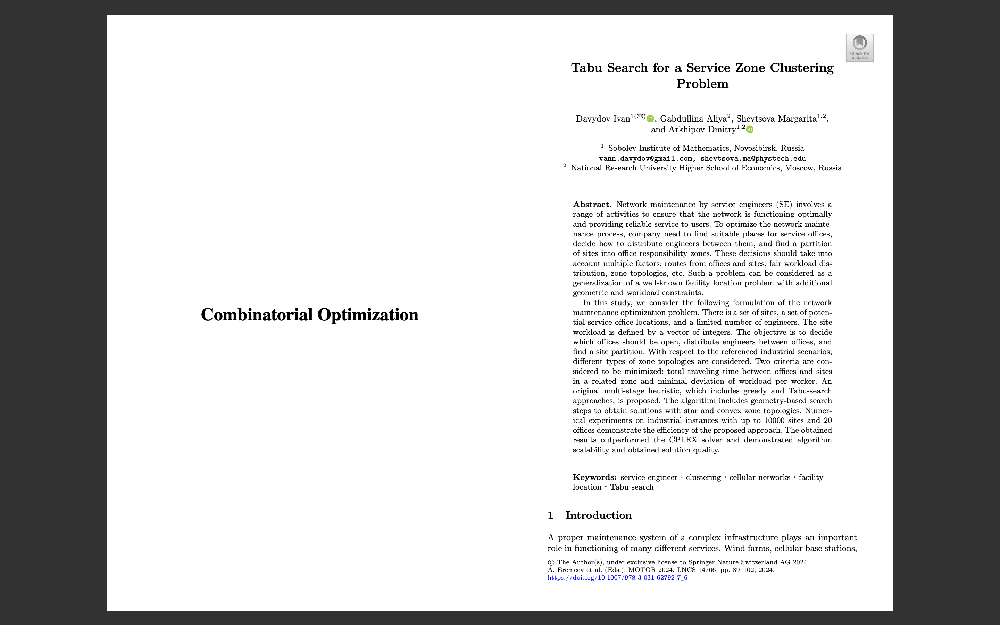 Combinatorial Optimization
Check for
updates
Tabu Search for a Service Zone Clustering
Problem
Davydov Ivan1(✉) iD, Gabdullina Aliya2, Shevtsova Margarita1,2,
and Arkhipov Dmitry1,2 iD
1 Sobolev Institute of Mathematics, Novosibirsk, Russia
vann.davydov@gmail.com, shevtsova.ma@phystech.edu
2 National Research University Higher School of Economics, Moscow, Russia
Abstract. Network maintenance by service engineers (SE) involves a
range of activities to ensure that the network is functioning optimally
and providing reliable service to users. To optimize the network mainte-
nance process, company need to find suitable places for service offices,
decide how to distribute engineers between them, and find a partition
of sites into office responsibility zones. These decisions should take into
account multiple factors: routes from offices and sites, fair workload dis-
tribution, zone topologies, etc. Such a problem can be considered as a
generalization of a well-known facility location problem with additional
geometric and workload constraints.
In this study, we consider the following formulation of the network
maintenance optimization problem. There is a set of sites, a set of poten-
tial service office locations, and a limited number of engineers. The site
workload is defined by a vector of integers. The objective is to decide
which offices should be open, distribute engineers between offices, and
find a site partition. With respect to the referenced industrial scenarios,
different types of zone topologies are considered. Two criteria are con-
sidered to be minimized: total traveling time between offices and sites
in a related zone and minimal deviation of workload per worker. An
original multi-stage heuristic, which includes greedy and Tabu-search
approaches, is proposed. The algorithm includes geometry-based search
steps to obtain solutions with star and convex zone topologies. Numer-
ical experiments on industrial instances with up to 10000 sites and 20
offices demonstrate the efficiency of the proposed approach. The obtained
results outperformed the CPLEX solver and demonstrated algorithm
scalability and obtained solution quality.
Keywords: service engineer · clustering · cellular networks · facility
location · Tabu search
1 Introduction
A proper maintenance system of a complex infrastructure plays an important
role in functioning of many different services. Wind farms, cellular base stations,
© The Author(s), under exclusive license to Springer Nature Switzerland AG 2024
A. Eremeev et al. (Eds.): MOTOR 2024, LNCS 14766, pp. 89–102, 2024.
https://doi.org/10.1007/978-3-031-62792-7_6